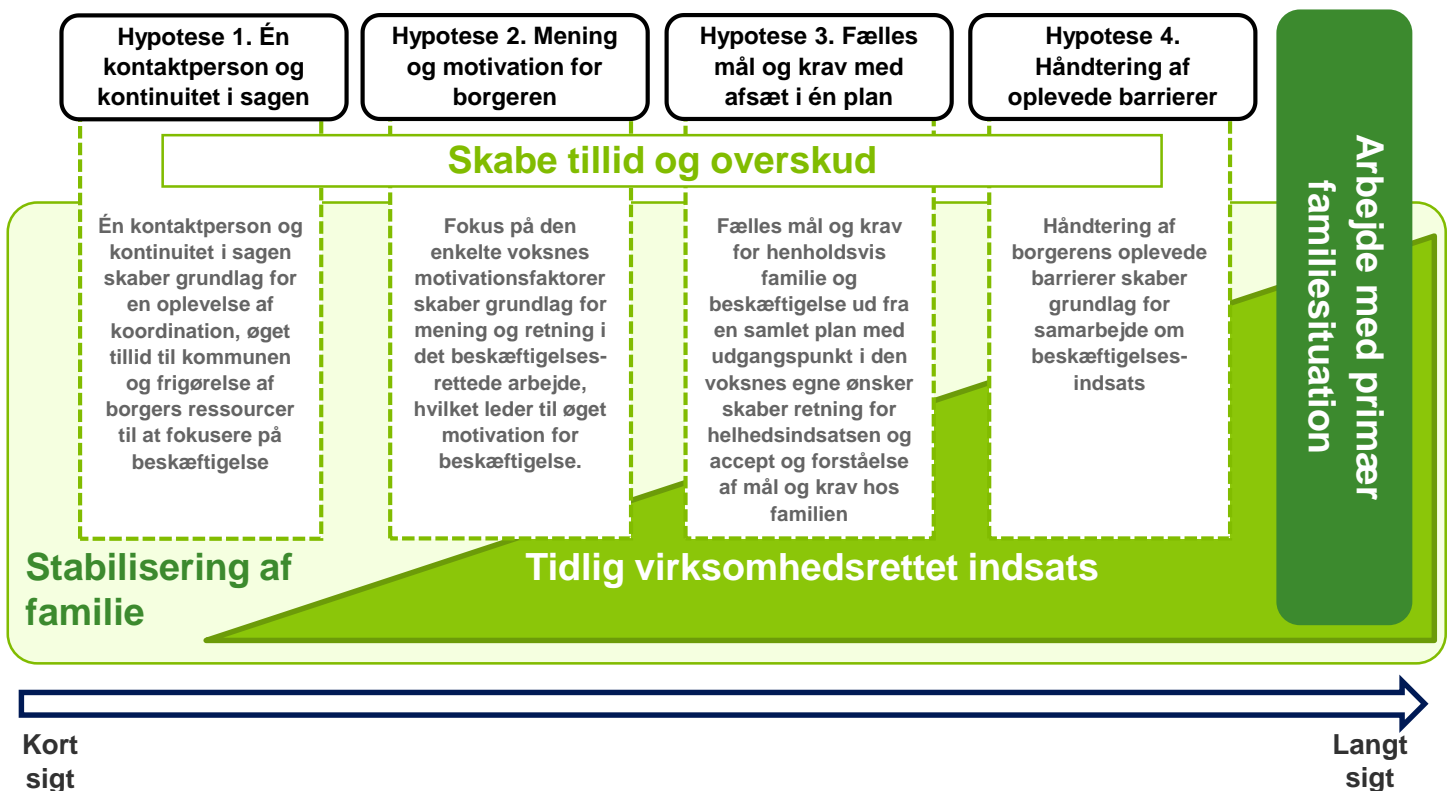 Hypotese 1. Én
kontaktperson og
kontinuitet i sagen
Hypotese 2. Mening
og motivation for
borgeren
Hypotese 3. Fælles
mål og krav med
afsæt i én plan
Hypotese 4.
Håndtering af
oplevede barrierer
Skabe tillid og overskud
Én kontaktperson og
kontinuitet i sagen
skaber grundlag for
en oplevelse af
koordination, øget
tillid til kommunen
og frigørelse af
borgers ressourcer
til at fokusere på
beskæftigelse
Fokus på den
enkelte voksnes
motivationsfaktorer
skaber grundlag for
mening og retning i
det beskæftigelses-
rettede arbejde,
hvilket leder til øget
motivation for
beskæftigelse.
Fælles mål og krav
for henholdsvis
familie og
beskæftigelse ud fra
en samlet plan med
udgangspunkt i den
voksnes egne ønsker
skaber retning for
helhedsindsatsen og
accept og forståelse
af mål og krav hos
familien
Håndtering af
borgerens oplevede
barrierer skaber
grundlag for
samarbejde om
beskæftigelses-
indsats
Arbejde med primær
familiesituation
Stabilisering af
familie
Tidlig virksomhedsrettet indsats
Kort
sigt
Langt
sigt